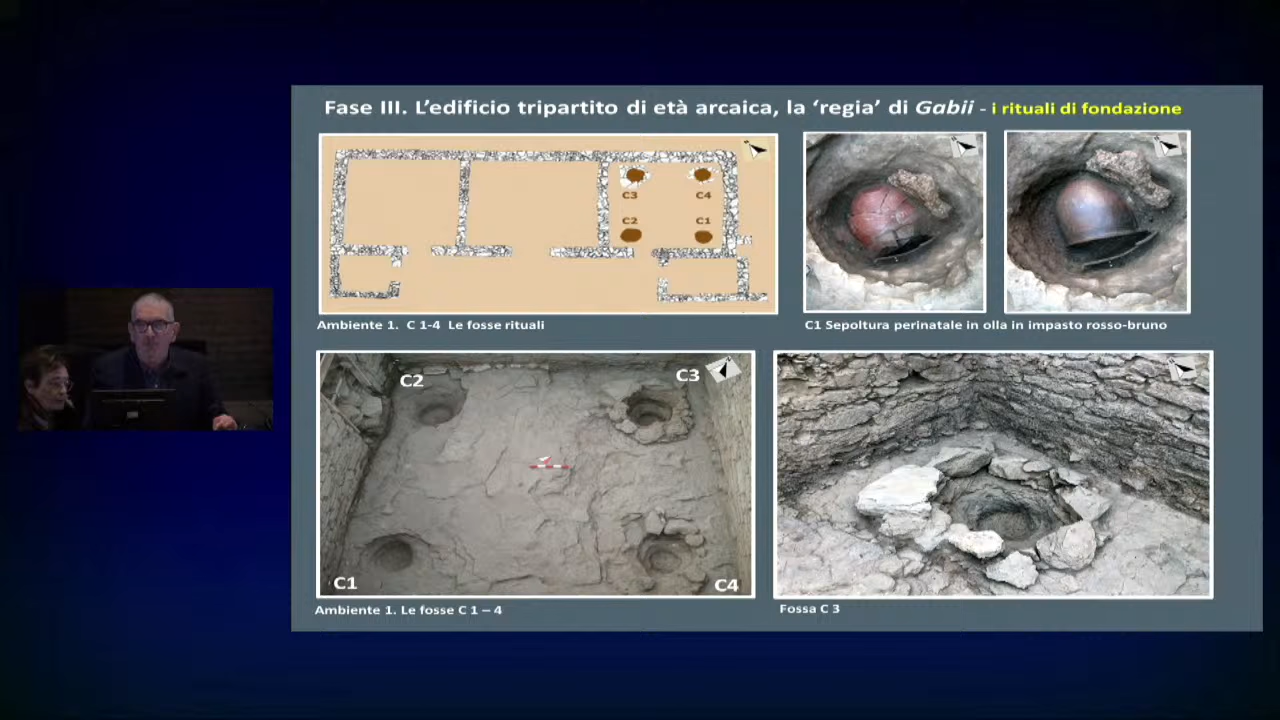 Fase III. L’edificio tripartito di età arcaica, la ‘regia’ di Gabii - i rituali di fondazione
C3 C4
C2 C1
Ambiente 1. C 1-4 Le fosse rituali
C1 Sepoltura perinatale in olla in impasto rosso-bruno
C2 C3
C1 C4
Ambiente 1. Le fosse C 1 – 4
Fossa C 3